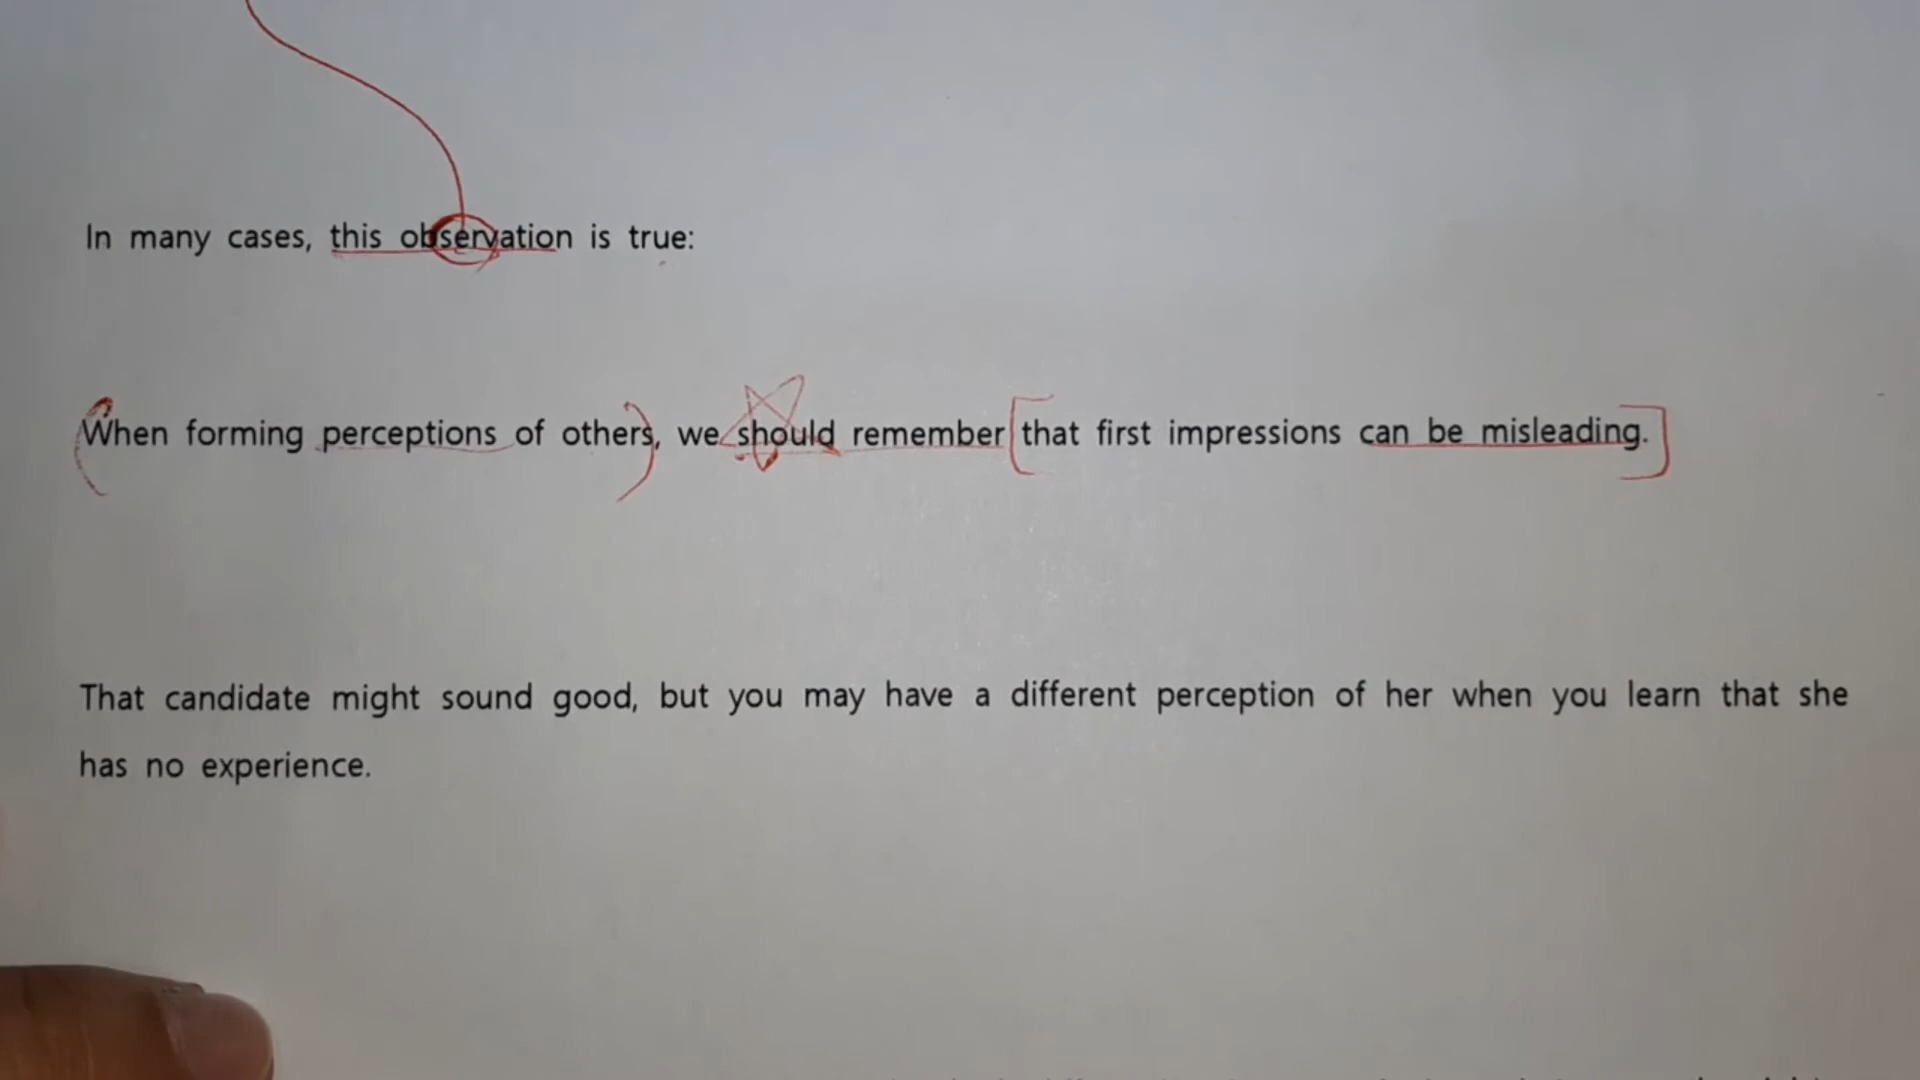 In many cases, this observation is true:
When forming perceptions of others, we should remember that first impressions can be misleading.
That candidate might sound good, but you may have a different perception of her when you learn that she
has no experience.